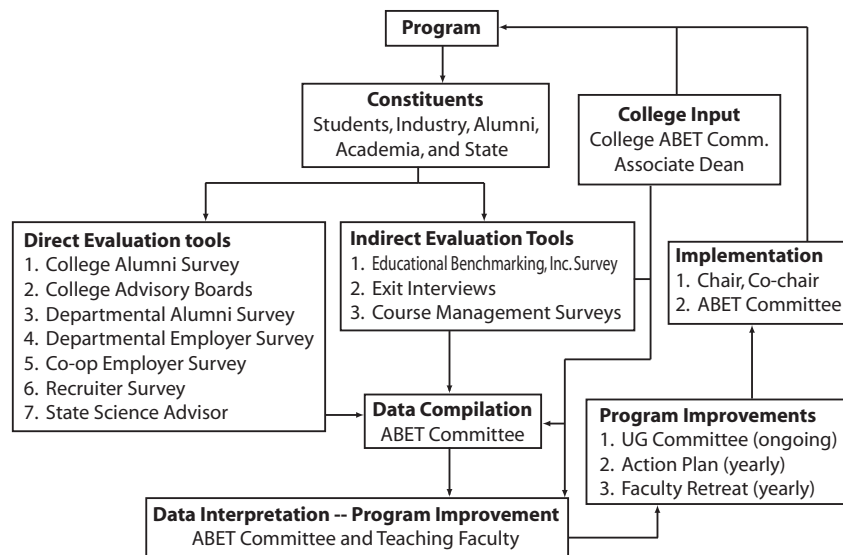 Program
Constituents
Students, Industry, Alumni,
Academia, and State
College Input
College ABET Comm.
Associate Dean
Direct Evaluation tools
1. College Alumni Survey
2. College Advisory Boards
3. Departmental Alumni Survey
4. Departmental Employer Survey
5. Co-op Employer Survey
6. Recruiter Survey
7. State Science Advisor
Indirect Evaluation Tools
1. Educational Benchmarking, Inc. Survey
2. Exit Interviews
3. Course Management Surveys
Implementation
1. Chair, Co-chair
2. ABET Committee
Data Compilation
ABET Committee
Program Improvements
1. UG Committee (ongoing)
2. Action Plan (yearly)
3. Faculty Retreat (yearly)
Data Interpretation -- Program Improvement
ABET Committee and Teaching Faculty